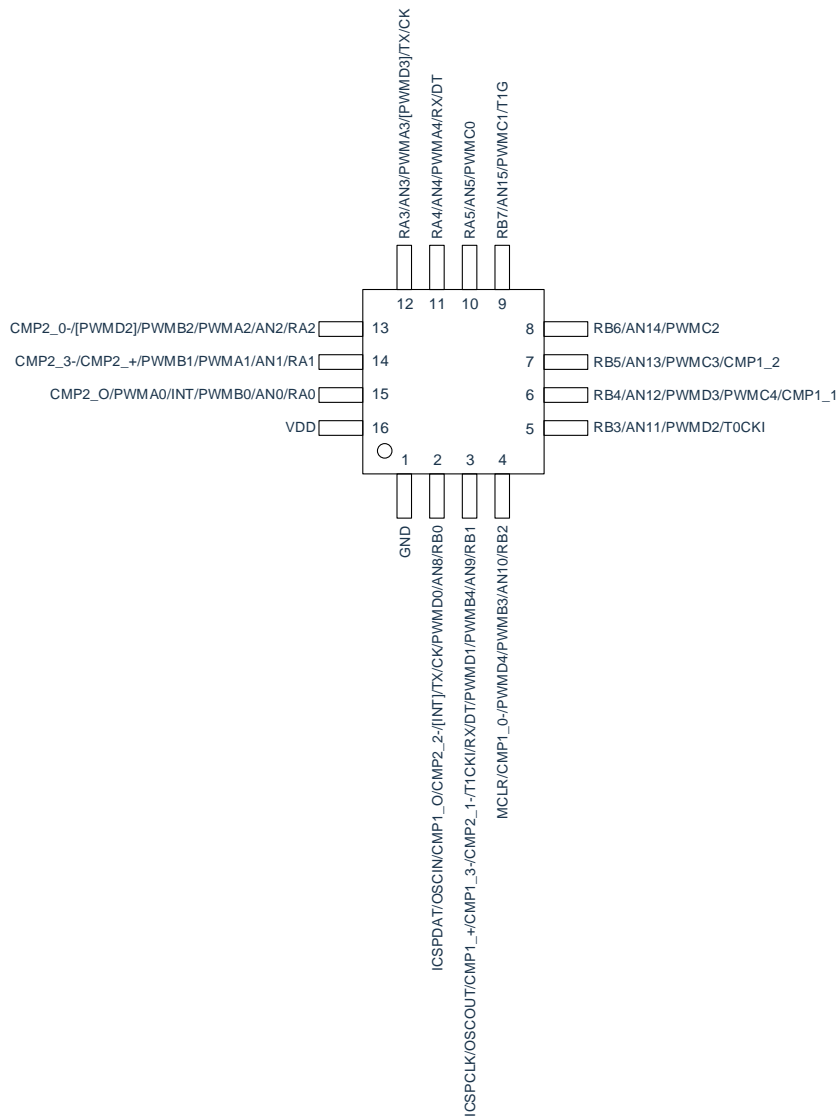 RA3/AN3/PWMA3/[PWMD3]/TX/CK
RA4/AN4/PWMA4/RX/DT
RA5/AN5/PWMC0
RB7/AN15/PWMC1/T1G
12
11
10
9
CMP2_0-/[PWMD2]/PWMB2/PWMA2/AN2/RA2
13
8
RB6/AN14/PWMC2
CMP2_3-/CMP2_+/PWMB1/PWMA1/AN1/RA1
14
7
RB5/AN13/PWMC3/CMP1_2
CMP2_O/PWMA0/INT/PWMB0/AN0/RA0
15
6
RB4/AN12/PWMD3/PWMC4/CMP1_1
VDD
16
5
RB3/AN11/PWMD2/T0CKI
1
2
3
4
GND
ICSPDAT/OSCIN/CMP1_O/CMP2_2-/[INT]/TX/CK/PWMD0/AN8/RB0
ICSPCLK/OSCOUT/CMP1_+/CMP1_3-/CMP2_1-/T1CKI/RX/DT/PWMD1/PWMB4/AN9/RB1
MCLR/CMP1_0-/PWMD4/PWMB3/AN10/RB2